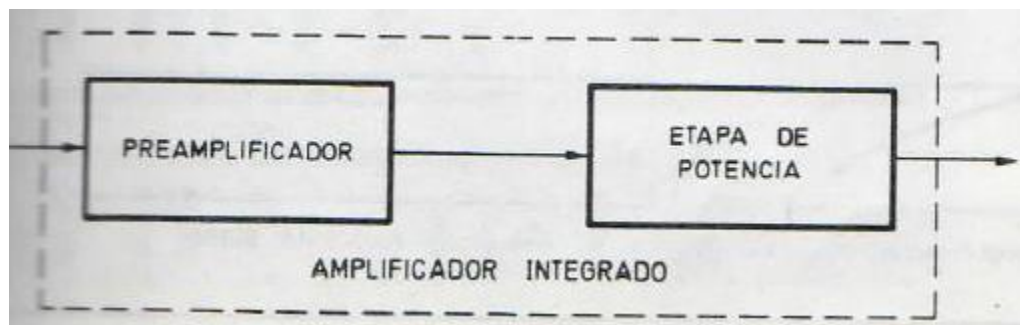 PREAMPLIFICADOR
ETAPA DE
POTENCIA
AMPLIFICADOR INTEGRADO